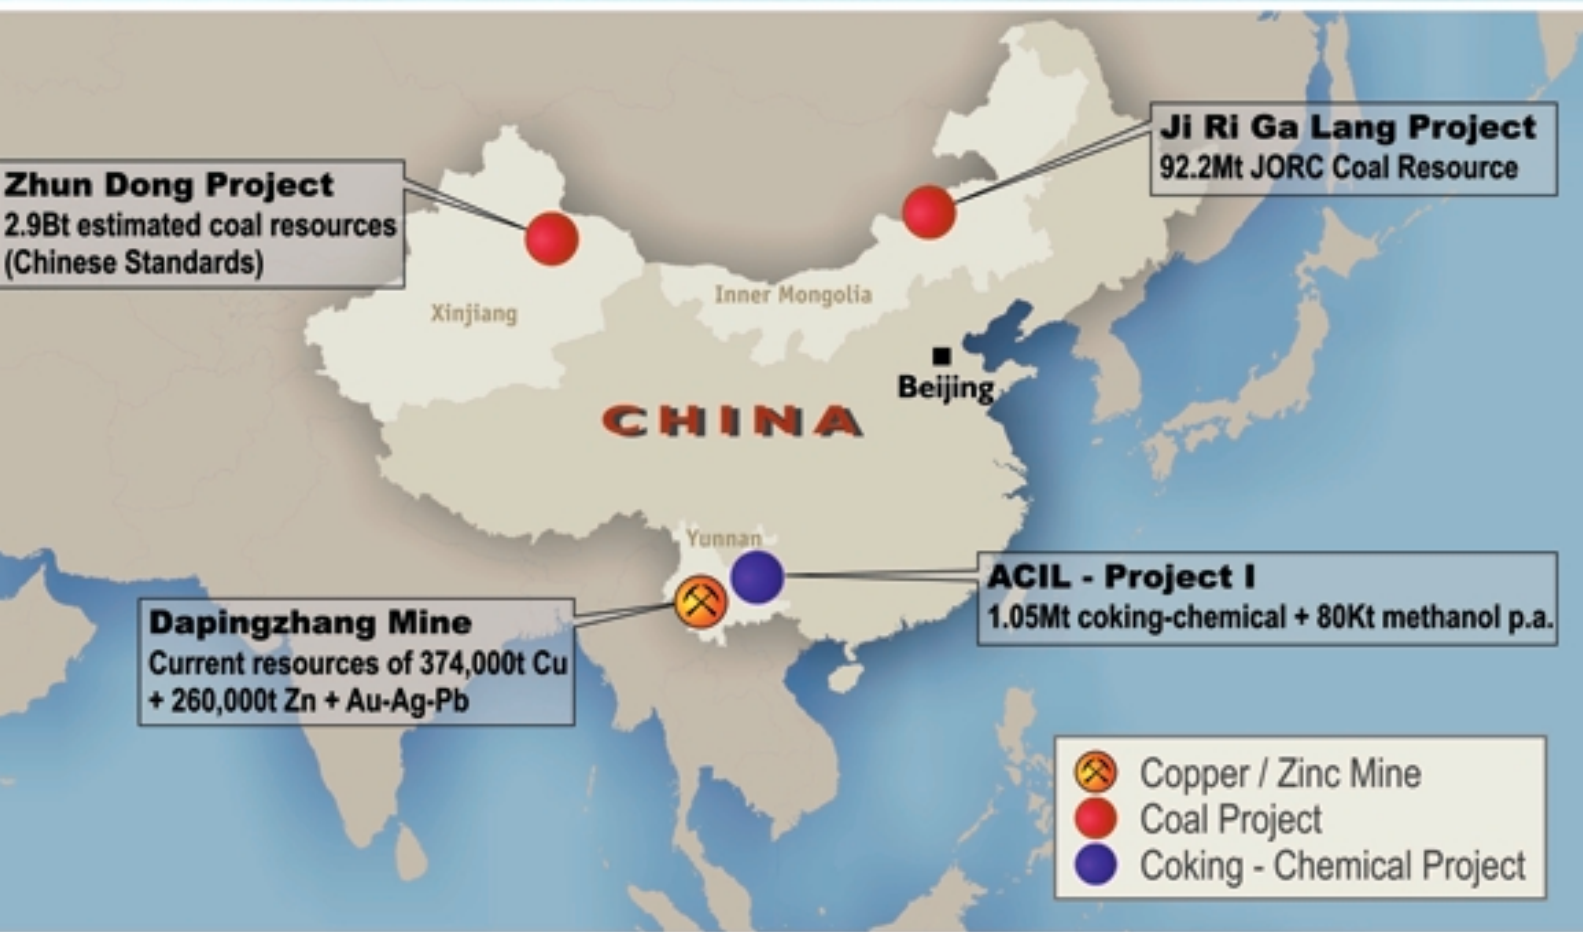 Ji Ri Ga Lang Project
92.2Mt JORC Coal Resource
Zhun Dong Project
2.9Bt estimated coal resources
(Chinese Standards)
Xinjiang
Inner Mongolia
Beijing
CHINA
Yunnan
ACIL - Project I
1.05Mt coking-chemical + 80Kt methanol p.a.
Dapingzhang Mine
Current resources of 374,000t Cu
+ 260,000t Zn + Au-Ag-Pb
Copper / Zinc Mine
Coal Project
Coking - Chemical Project